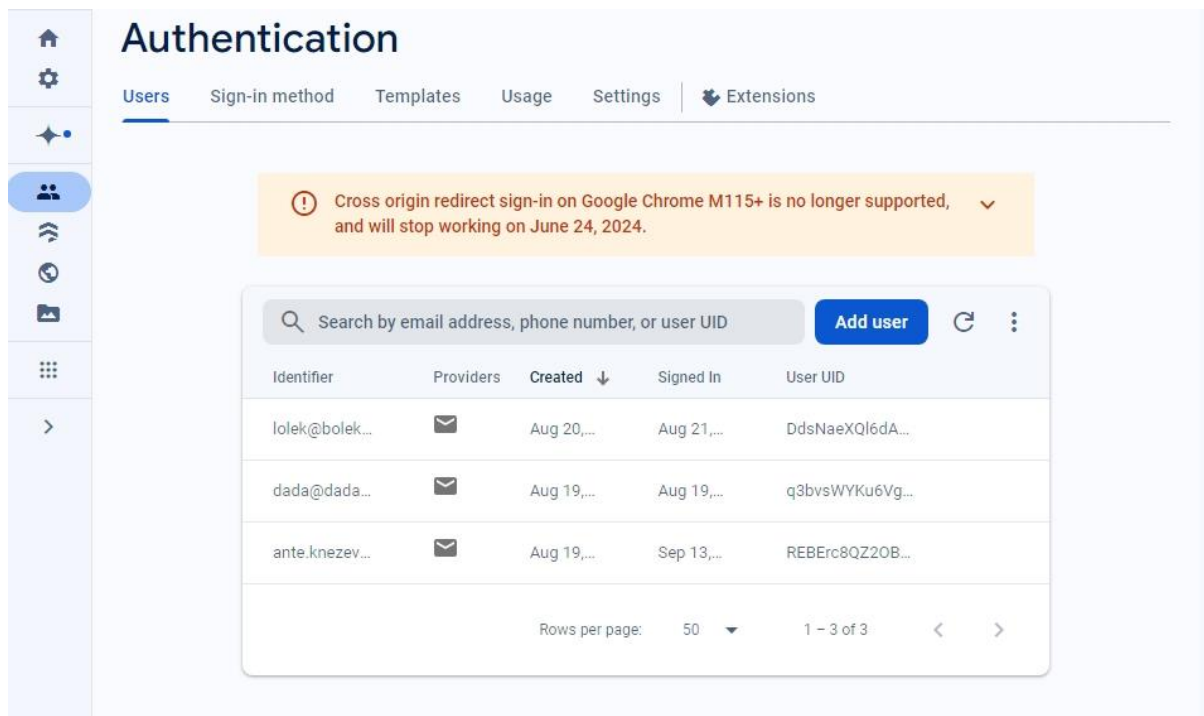 Authentication
Users Sign-in method Templates Usage Settings Extensions
Cross origin redirect sign-in on Google Chrome M115+ is no longer supported,
and will stop working on June 24, 2024.
Search by email address, phone number, or user UID Add user
Identifier Providers Created Signed In User UID
lolek@bolek... Aug 20,... Aug 21,... DdsNaeXQl6dA...
dada@dada... Aug 19,... Aug 19,... q3bvsWYKu6Vg...
ante.knezev... Aug 19,... Sep 13,... REBErc8QZ2OB...
Rows per page: 50 1 – 3 of 3